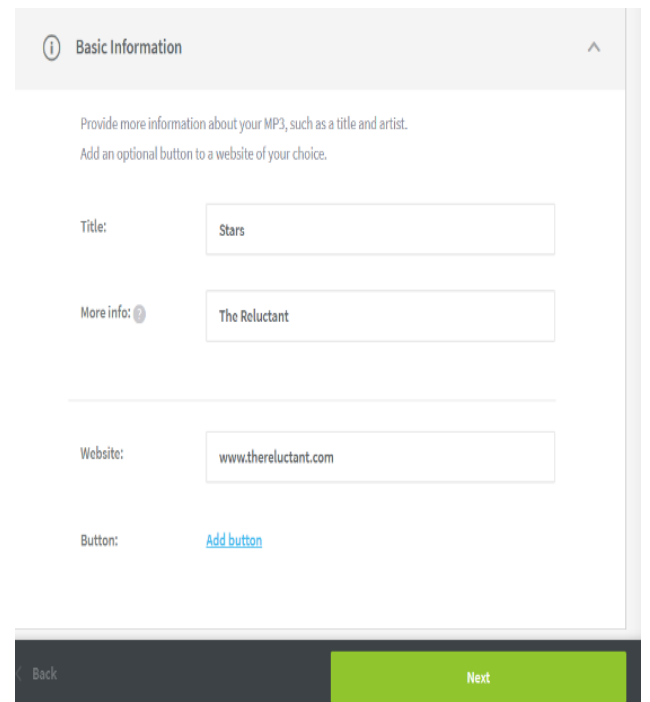 Basic Information
Provide more information about your MP3, such as a title and artist.
Add an optional button to a website of your choice.
Title:
Stars
More info: ?
The Reluctant
Website:
www.thereluctant.com
Button:
Add button
Back
Next